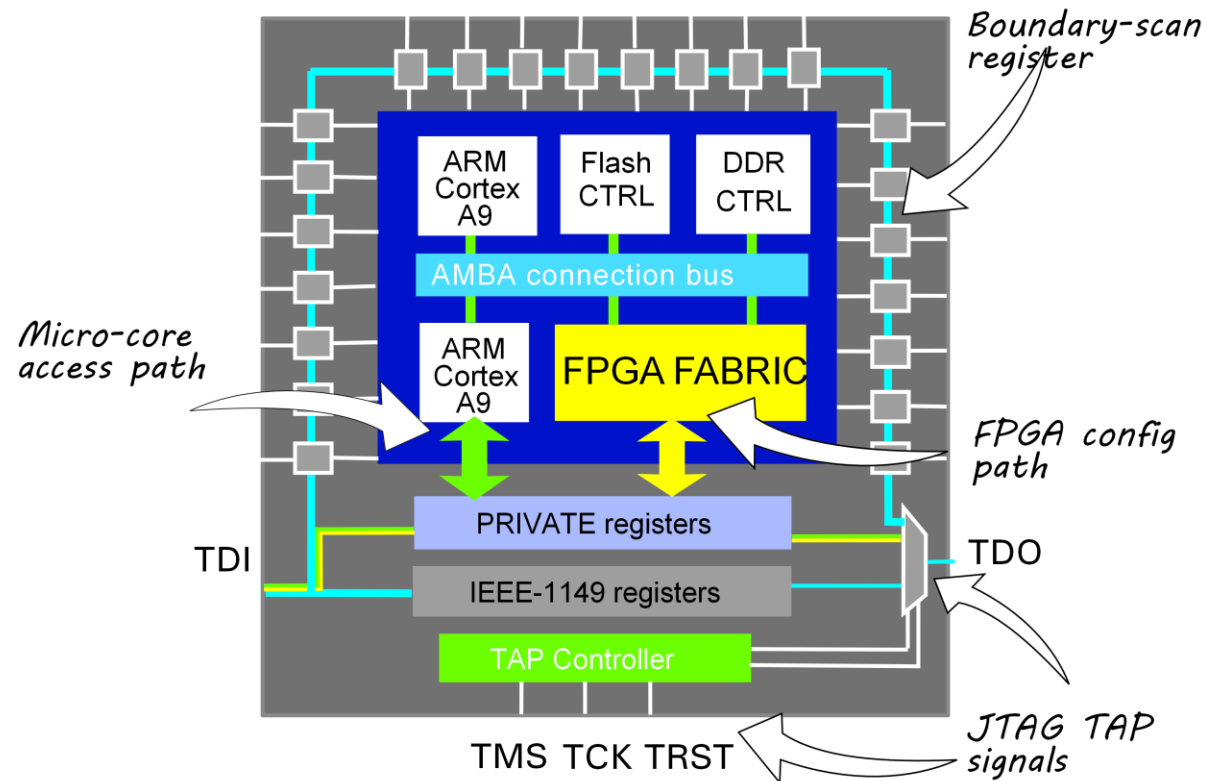 Boundary-scan
register
ARM
Cortex
A9
Flash
CTRL
DDR
CTRL
AMBA connection bus
Micro-core
access path
ARM
Cortex
A9
FPGA FABRIC
FPGA config
path
PRIVATE registers
TDI
TDO
IEEE-1149 registers
TAP Controller
JTAG TAP
signals
TMS TCK TRST